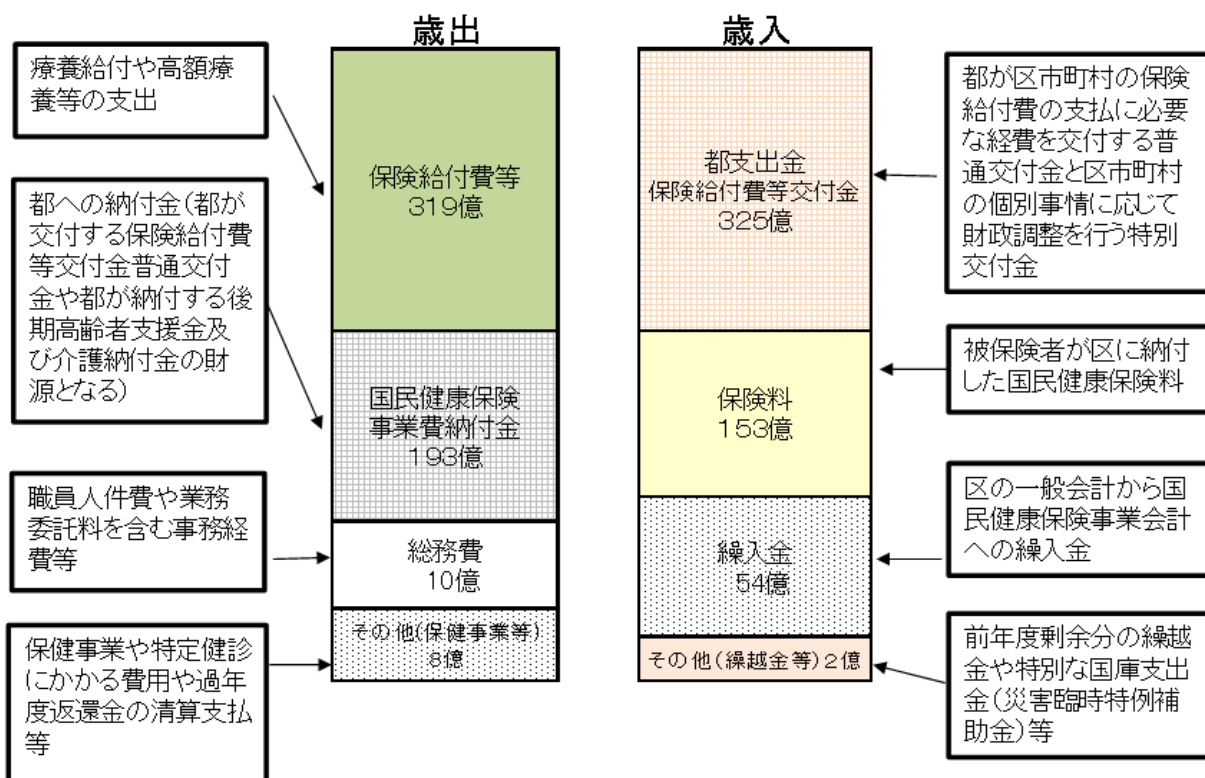 歳出
療養給付や高額療
養等の支出
都への納付金(都が
交付する保険給付費
等交付金普通交付
金や都が納付する後
期高齢者支援金及
び介護納付金の財
源となる)
職員人件費や業務
委託料を含む事務経
費等
保健事業や特定健診
にかかる費用や過年
度返還金の清算支払
等
保険給付費等
319億
国民健康保険
事業費納付金
193億
総務費
10億
その他(保健事業等)
8億
歳入
都支出金
保険給付費等交付金
325億
保険料
153億
繰入金
54億
その他(繰越金等)2億
都が区市町村の保険
給付費の支払に必要
な経費を交付する普
通交付金と区市町村
の個別事情に応じて
財政調整を行う特別
交付金
被保険者が区に納付
した国民健康保険料
区の一般会計から国
民健康保険事業会計
への繰入金
前年度剰余分の繰越
金や特別な国庫支出
金(災害臨時特例補
助金)等